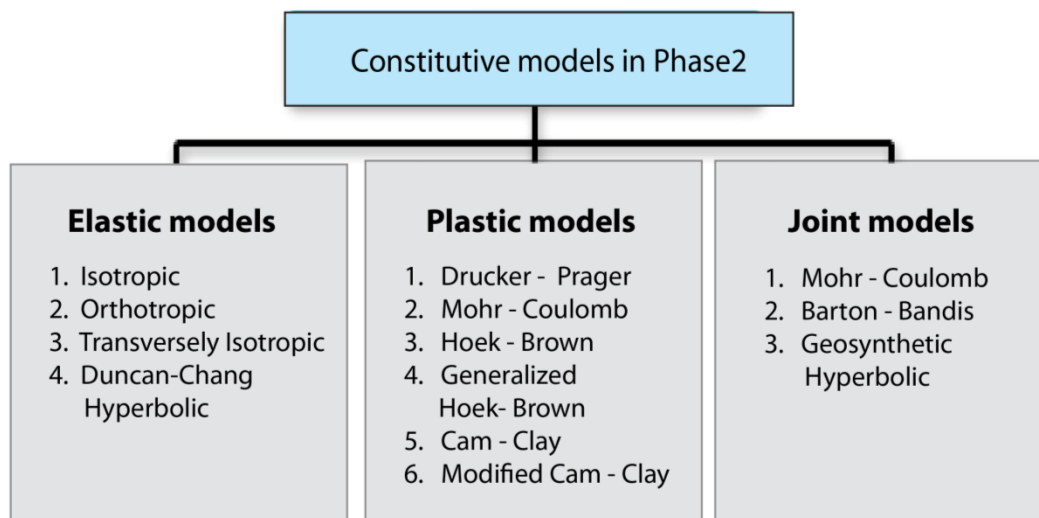 Constitutive models in Phase2
Elastic models
1. Isotropic
2. Orthotropic
3. Transversely Isotropic
4. Duncan-Chang
Hyperbolic
Plastic models
1. Drucker - Prager
2. Mohr - Coulomb
3. Hoek - Brown
4. Generalized
Hoek- Brown
5. Cam - Clay
6. Modified Cam - Clay
Joint models
1. Mohr - Coulomb
2. Barton - Bandis
3. Geosynthetic
Hyperbolic